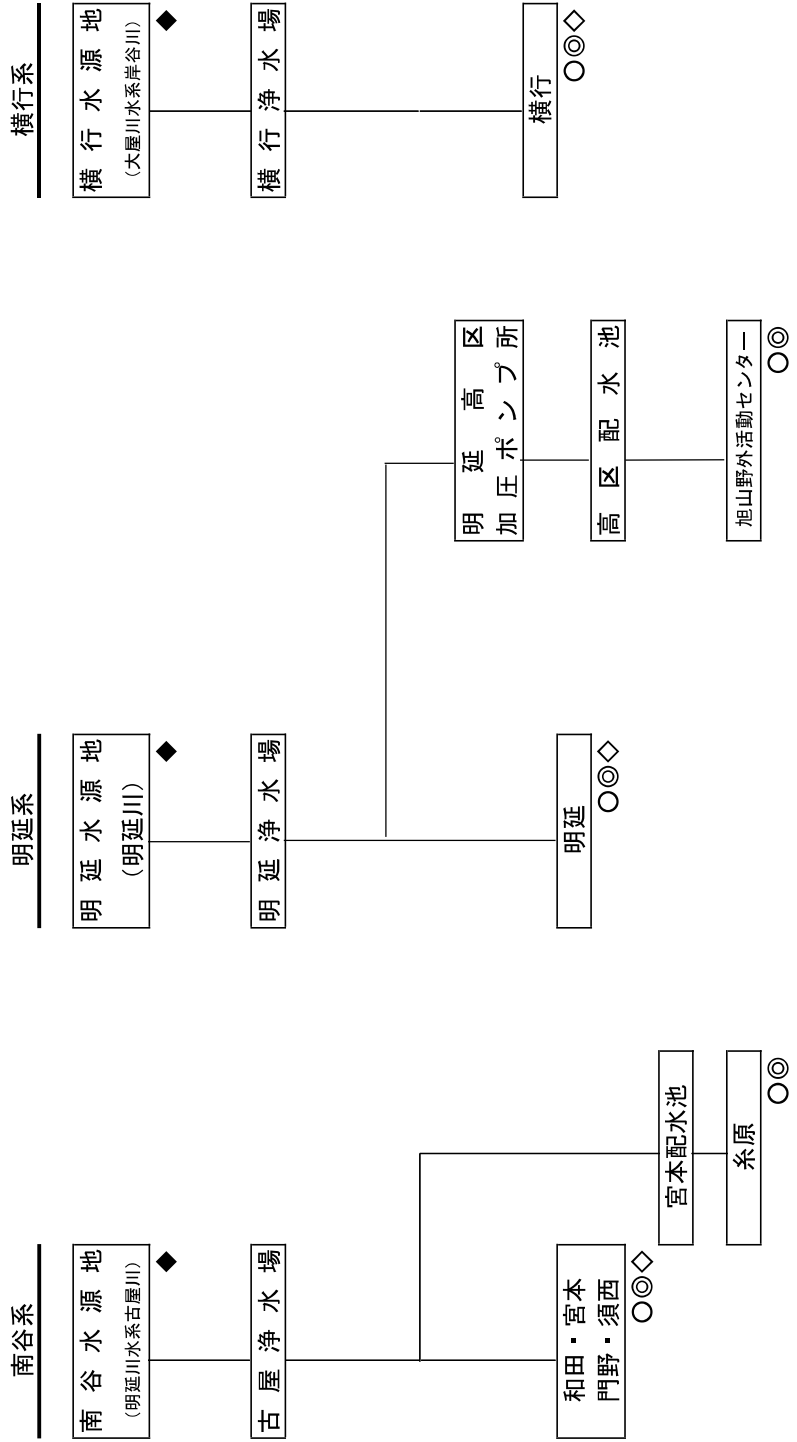 南谷系
南谷水源地
（明延川水系古屋川）
◆
古屋浄水場
和田・宮本
門野・須西
○◎◇
宮本配水池
糸原
○◎
明延系
明延水源地
（明延川）
◆
明延浄水場
明延
○◎◇
明延高区
加圧ポンプ所
高区配水池
旭山野外活動センター
○◎
横行系
横行水源地
（大屋川水系岸谷川）
◆
横行浄水場
横行
○◎◇